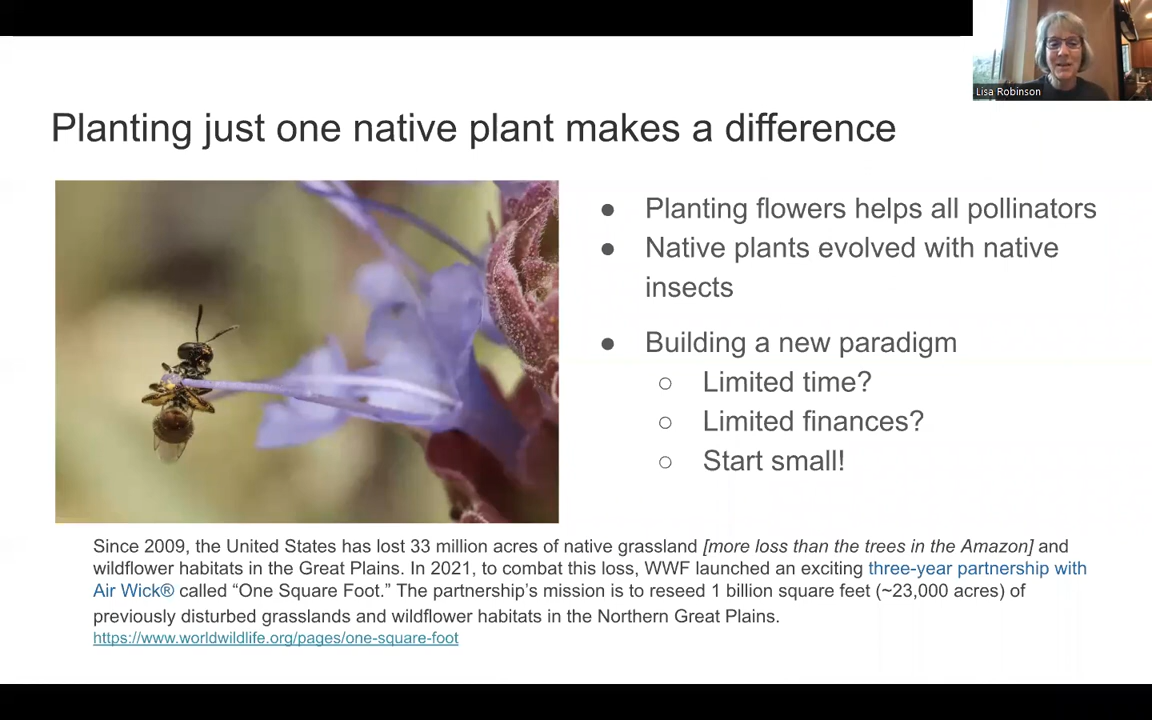 Lisa Robinson
Planting just one native plant makes a difference
● Planting flowers helps all pollinators
● Native plants evolved with native
insects
● Building a new paradigm
○ Limited time?
○ Limited finances?
○ Start small!
Since 2009, the United States has lost 33 million acres of native grassland [more loss than the trees in the Amazon] and
wildflower habitats in the Great Plains. In 2021, to combat this loss, WWF launched an exciting three-year partnership with
Air Wick® called “One Square Foot.” The partnership’s mission is to reseed 1 billion square feet (~23,000 acres) of
previously disturbed grasslands and wildflower habitats in the Northern Great Plains.
https://www.worldwildlife.org/pages/one-square-foot